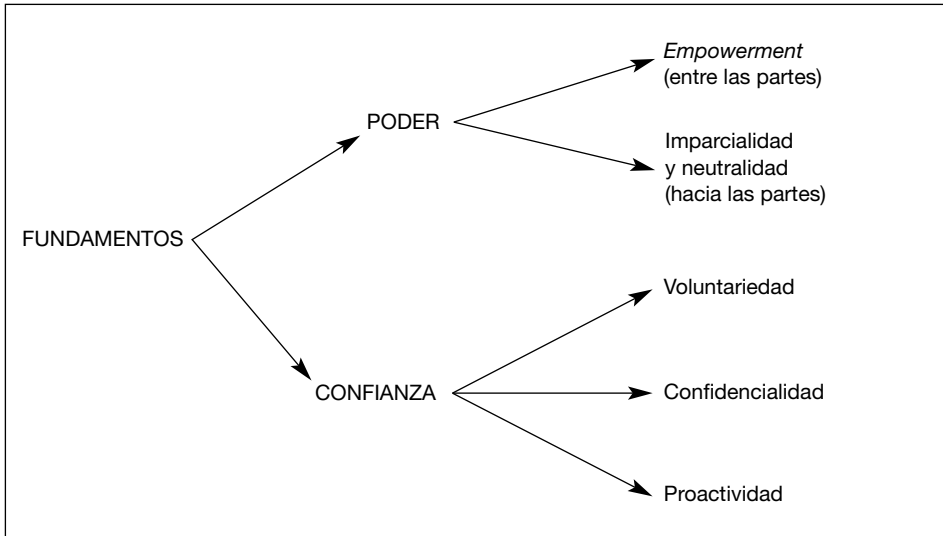 Empowerment
(entre las partes)
PODER
Imparcialidad
y neutralidad
(hacia las partes)
FUNDAMENTOS
Voluntariedad
CONFIANZA
Confidencialidad
Proactividad